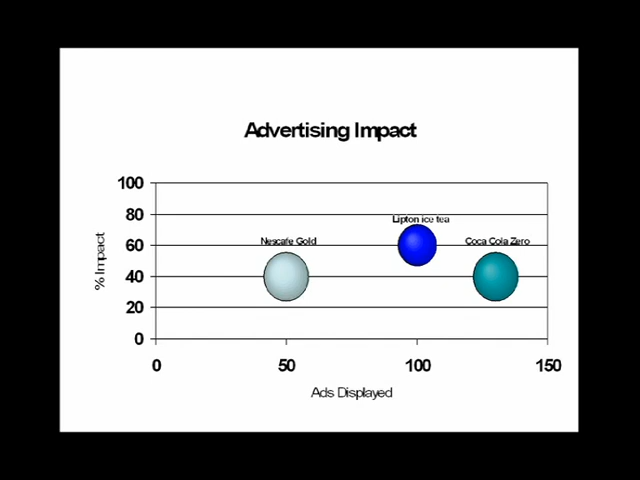 Advertising Impact
100
80
60
40
20
0
% Impact
Lipton ice tea
Nescafe Gold
Coca Cola Zero
0 50 100 150
Ads Displayed